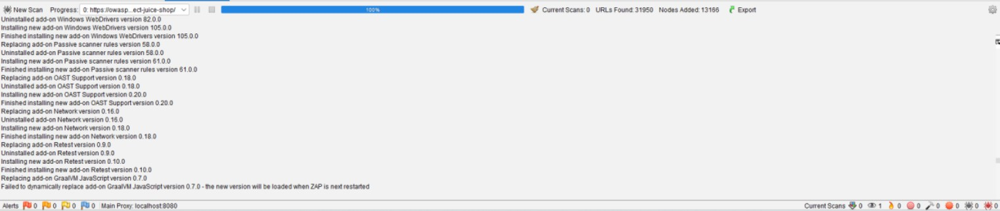 New Scan Progress: 0: https://owasp...ect-juice-shop/ 100% Current Scans: 0 URLs Found: 31950 Nodes Added: 13166 Export
Uninstalled add-on Windows WebDrivers version 82.0.0
Installing new add-on Windows WebDrivers version 105.0.0
Finished installing new add-on Windows WebDrivers version 105.0.0
Replacing add-on Passive scanner rules version 58.0.0
Uninstalled add-on Passive scanner rules version 58.0.0
Installing new add-on Passive scanner rules version 61.0.0
Finished installing new add-on Passive scanner rules version 61.0.0
Replacing add-on OAST Support version 0.18.0
Uninstalled add-on OAST Support version 0.18.0
Installing new add-on OAST Support version 0.20.0
Finished installing new add-on OAST Support version 0.20.0
Replacing add-on Network version 0.16.0
Uninstalled add-on Network version 0.16.0
Installing new add-on Network version 0.18.0
Finished installing new add-on Network version 0.18.0
Replacing add-on Retest version 0.9.0
Uninstalled add-on Retest version 0.9.0
Installing new add-on Retest version 0.10.0
Finished installing new add-on Retest version 0.10.0
Replacing add-on GraalVM JavaScript version 0.7.0
Failed to dynamically replace add-on GraalVM JavaScript version 0.7.0 - the new version will be loaded when ZAP is next restarted
Alerts 0 0 0 0 Main Proxy: localhost:8080 Current Scans 0 1 0 0 0 0 0 0